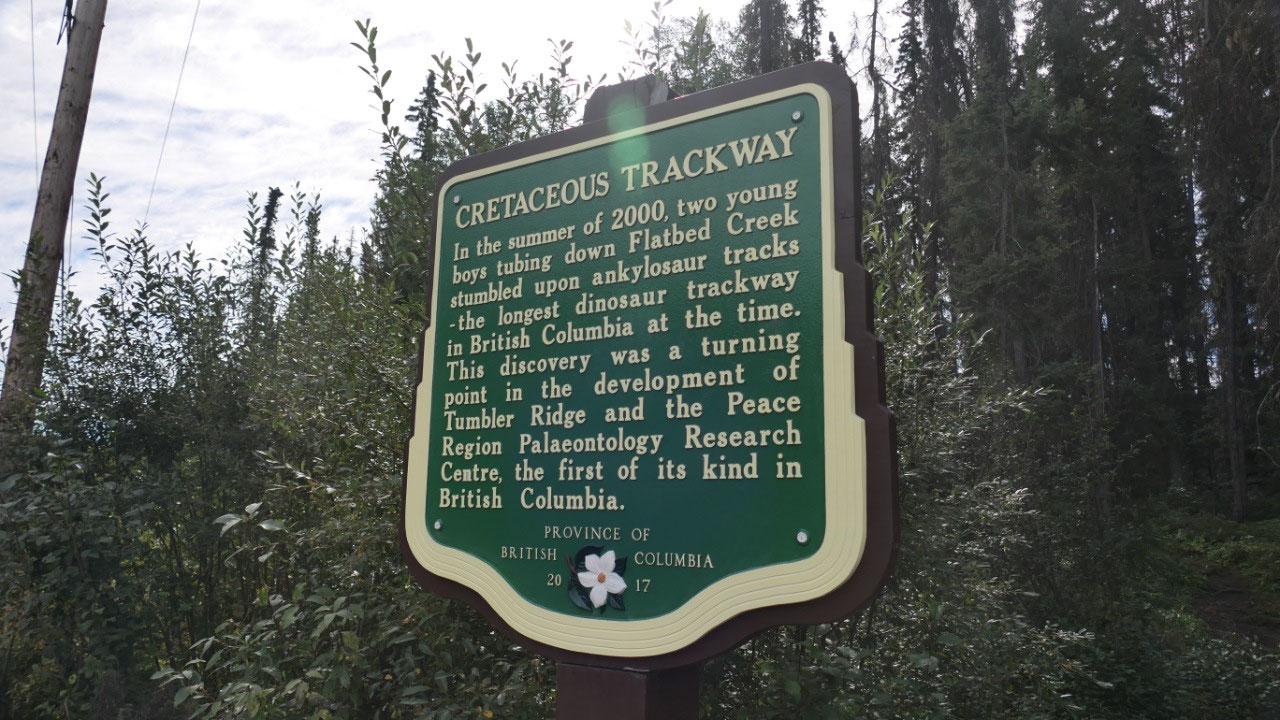 CRETACEOUS TRACKWAY
In the summer of 2000, two young
boys tubing down Flatbed Creek
stumbled upon ankylosaur tracks
-the longest dinosaur trackway
in British Columbia at the time.
This discovery was a turning
point in the development of
Tumbler Ridge and the Peace
Region Palaeontology Research
Centre, the first of its kind in
British Columbia.
PROVINCE OF
BRITISH COLUMBIA
20 17